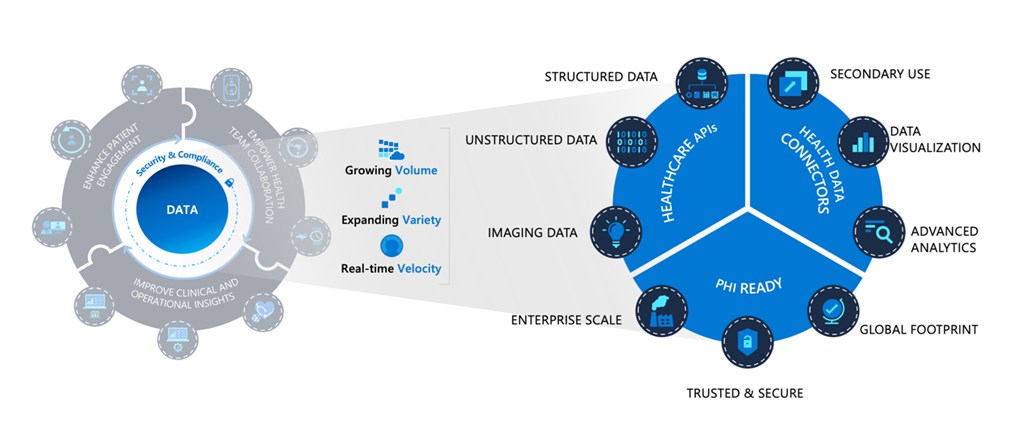 ENHANCE PATIENT
ENGAGEMENT
EMPOWER HEALTH
TEAM COLLABORATION
Security & Compliance
DATA
IMPROVE CLINICAL AND
OPERATIONAL INSIGHTS
Growing Volume
Expanding Variety
Real-time Velocity
STRUCTURED DATA
UNSTRUCTURED DATA
IMAGING DATA
HEALTHCARE APIs
SECONDARY USE
DATA
VISUALIZATION
ADVANCED
ANALYTICS
HEALTH DATA
CONNECTORS
PHI READY
ENTERPRISE SCALE
TRUSTED & SECURE
GLOBAL FOOTPRINT